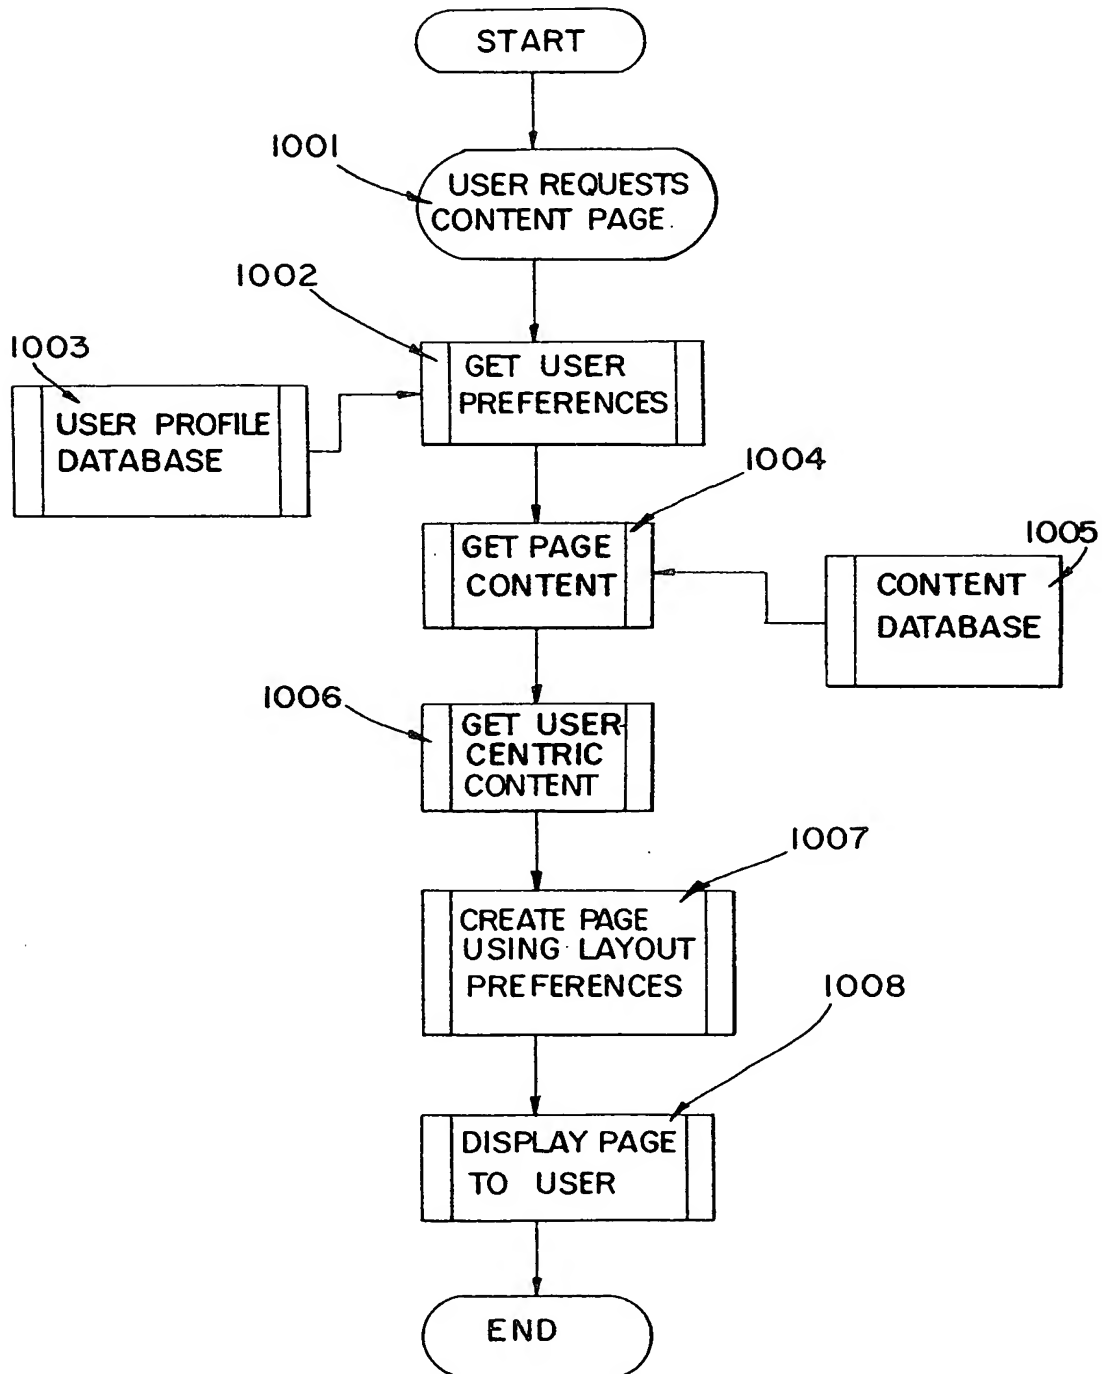 START
1001
USER REQUESTS
CONTENT PAGE.
1002
GET USER
PREFERENCES
1003
USER PROFILE
DATABASE
1004
GET PAGE
CONTENT
1005
CONTENT
DATABASE
1006
GET USER-
CENTRIC
CONTENT
1007
CREATE PAGE
USING LAYOUT
PREFERENCES
1008
DISPLAY PAGE
TO USER
END